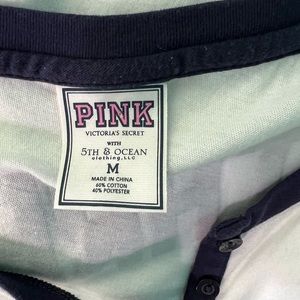 PINK
VICTORIA'S SECRET
WITH
5TH & OCEAN
clothing, LLC
M
MADE IN CHINA
60% COTTON
40% POLYESTER